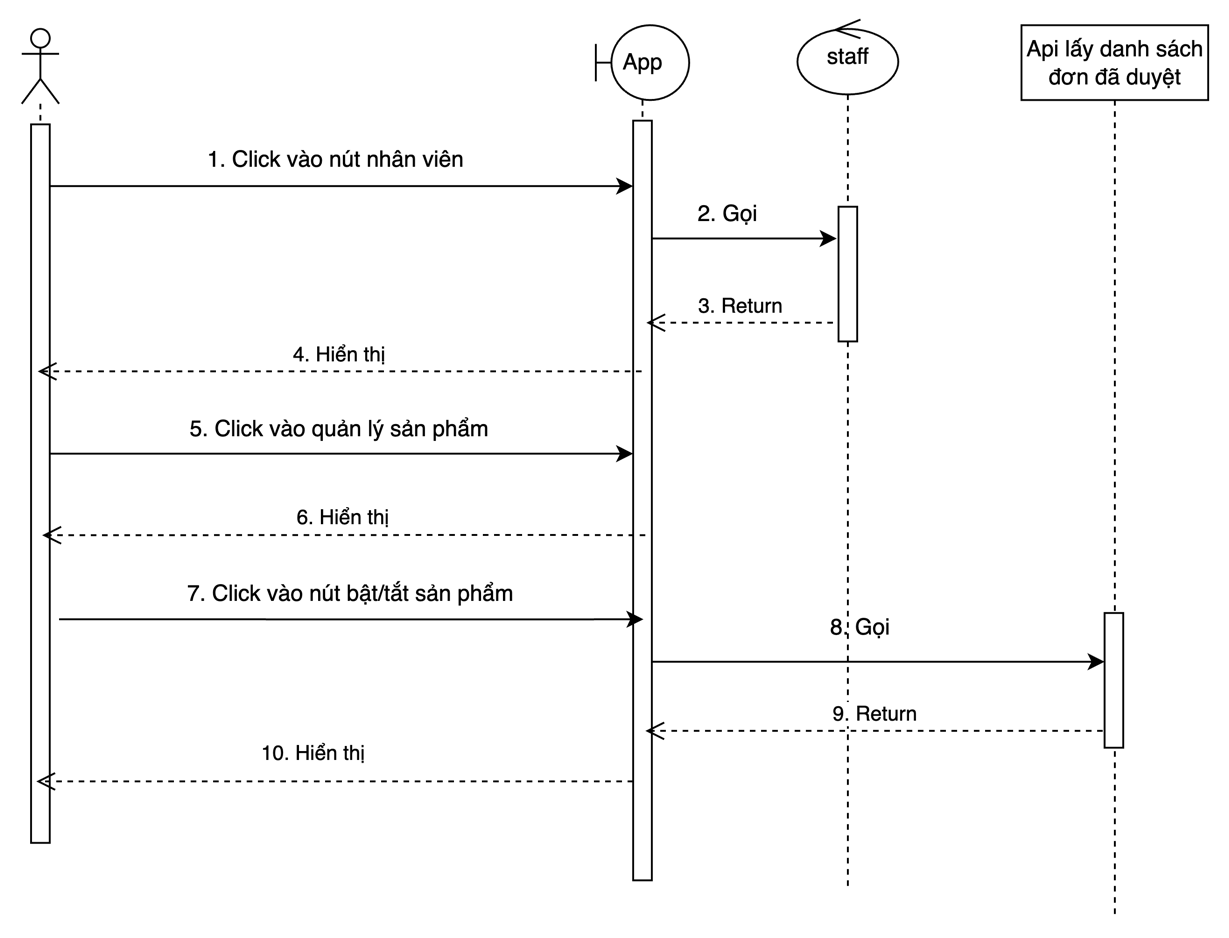 App
staff
Api lấy danh sách
đơn đã duyệt
1. Click vào nút nhân viên
2. Gọi
3. Return
4. Hiển thị
5. Click vào quản lý sản phẩm
6. Hiển thị
7. Click vào nút bật/tắt sản phẩm
8. Gọi
9. Return
10. Hiển thị